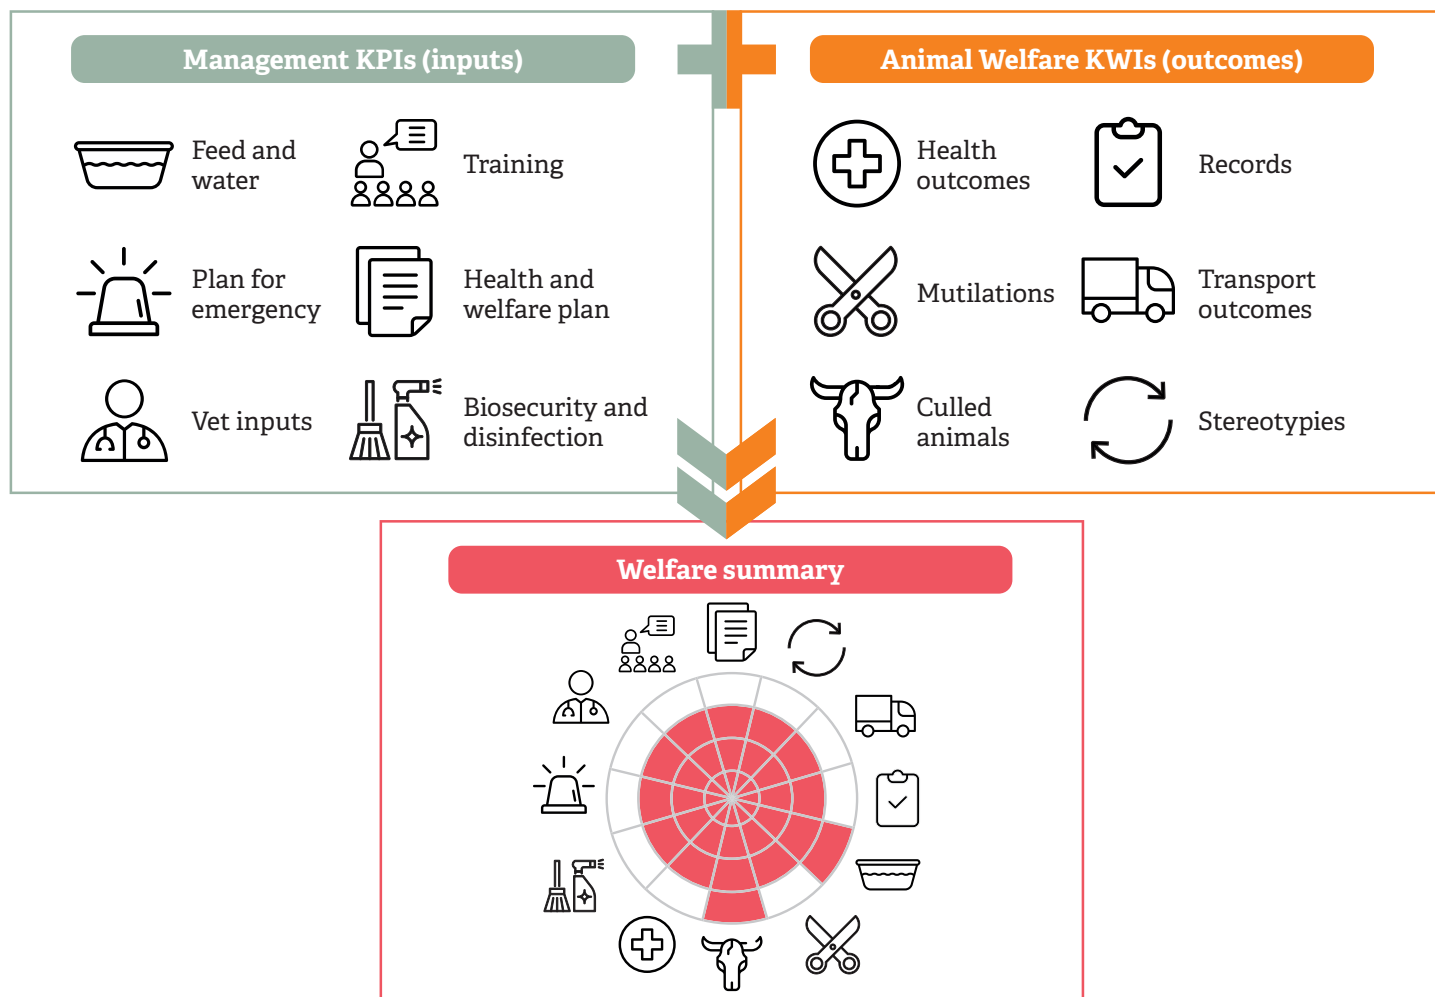 Management KPIs (inputs)
Feed and
water
Training
Plan for
emergency
Health and
welfare plan
Vet inputs
Biosecurity and
disinfection
Animal Welfare KWIs (outcomes)
Health
outcomes
Records
Mutilations
Transport
outcomes
Culled
animals
Stereotypies
Welfare summary